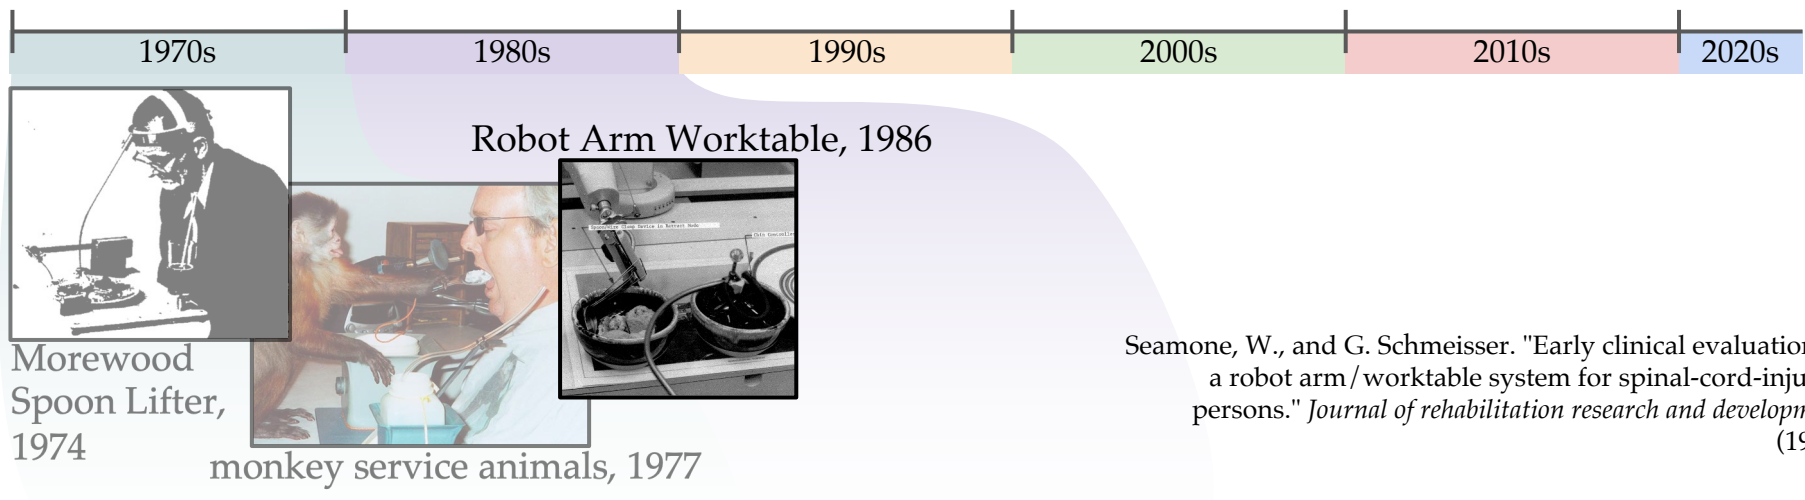 1970s
1980s
1990s
2000s
2010s
2020s
Robot Arm Worktable, 1986
Morewood
Spoon Lifter,
1974
monkey service animals, 1977
Seamone, W., and G. Schmeisser. "Early clinical evaluation
a robot arm/worktable system for spinal-cord-inju
persons." Journal of rehabilitation research and developm
(19